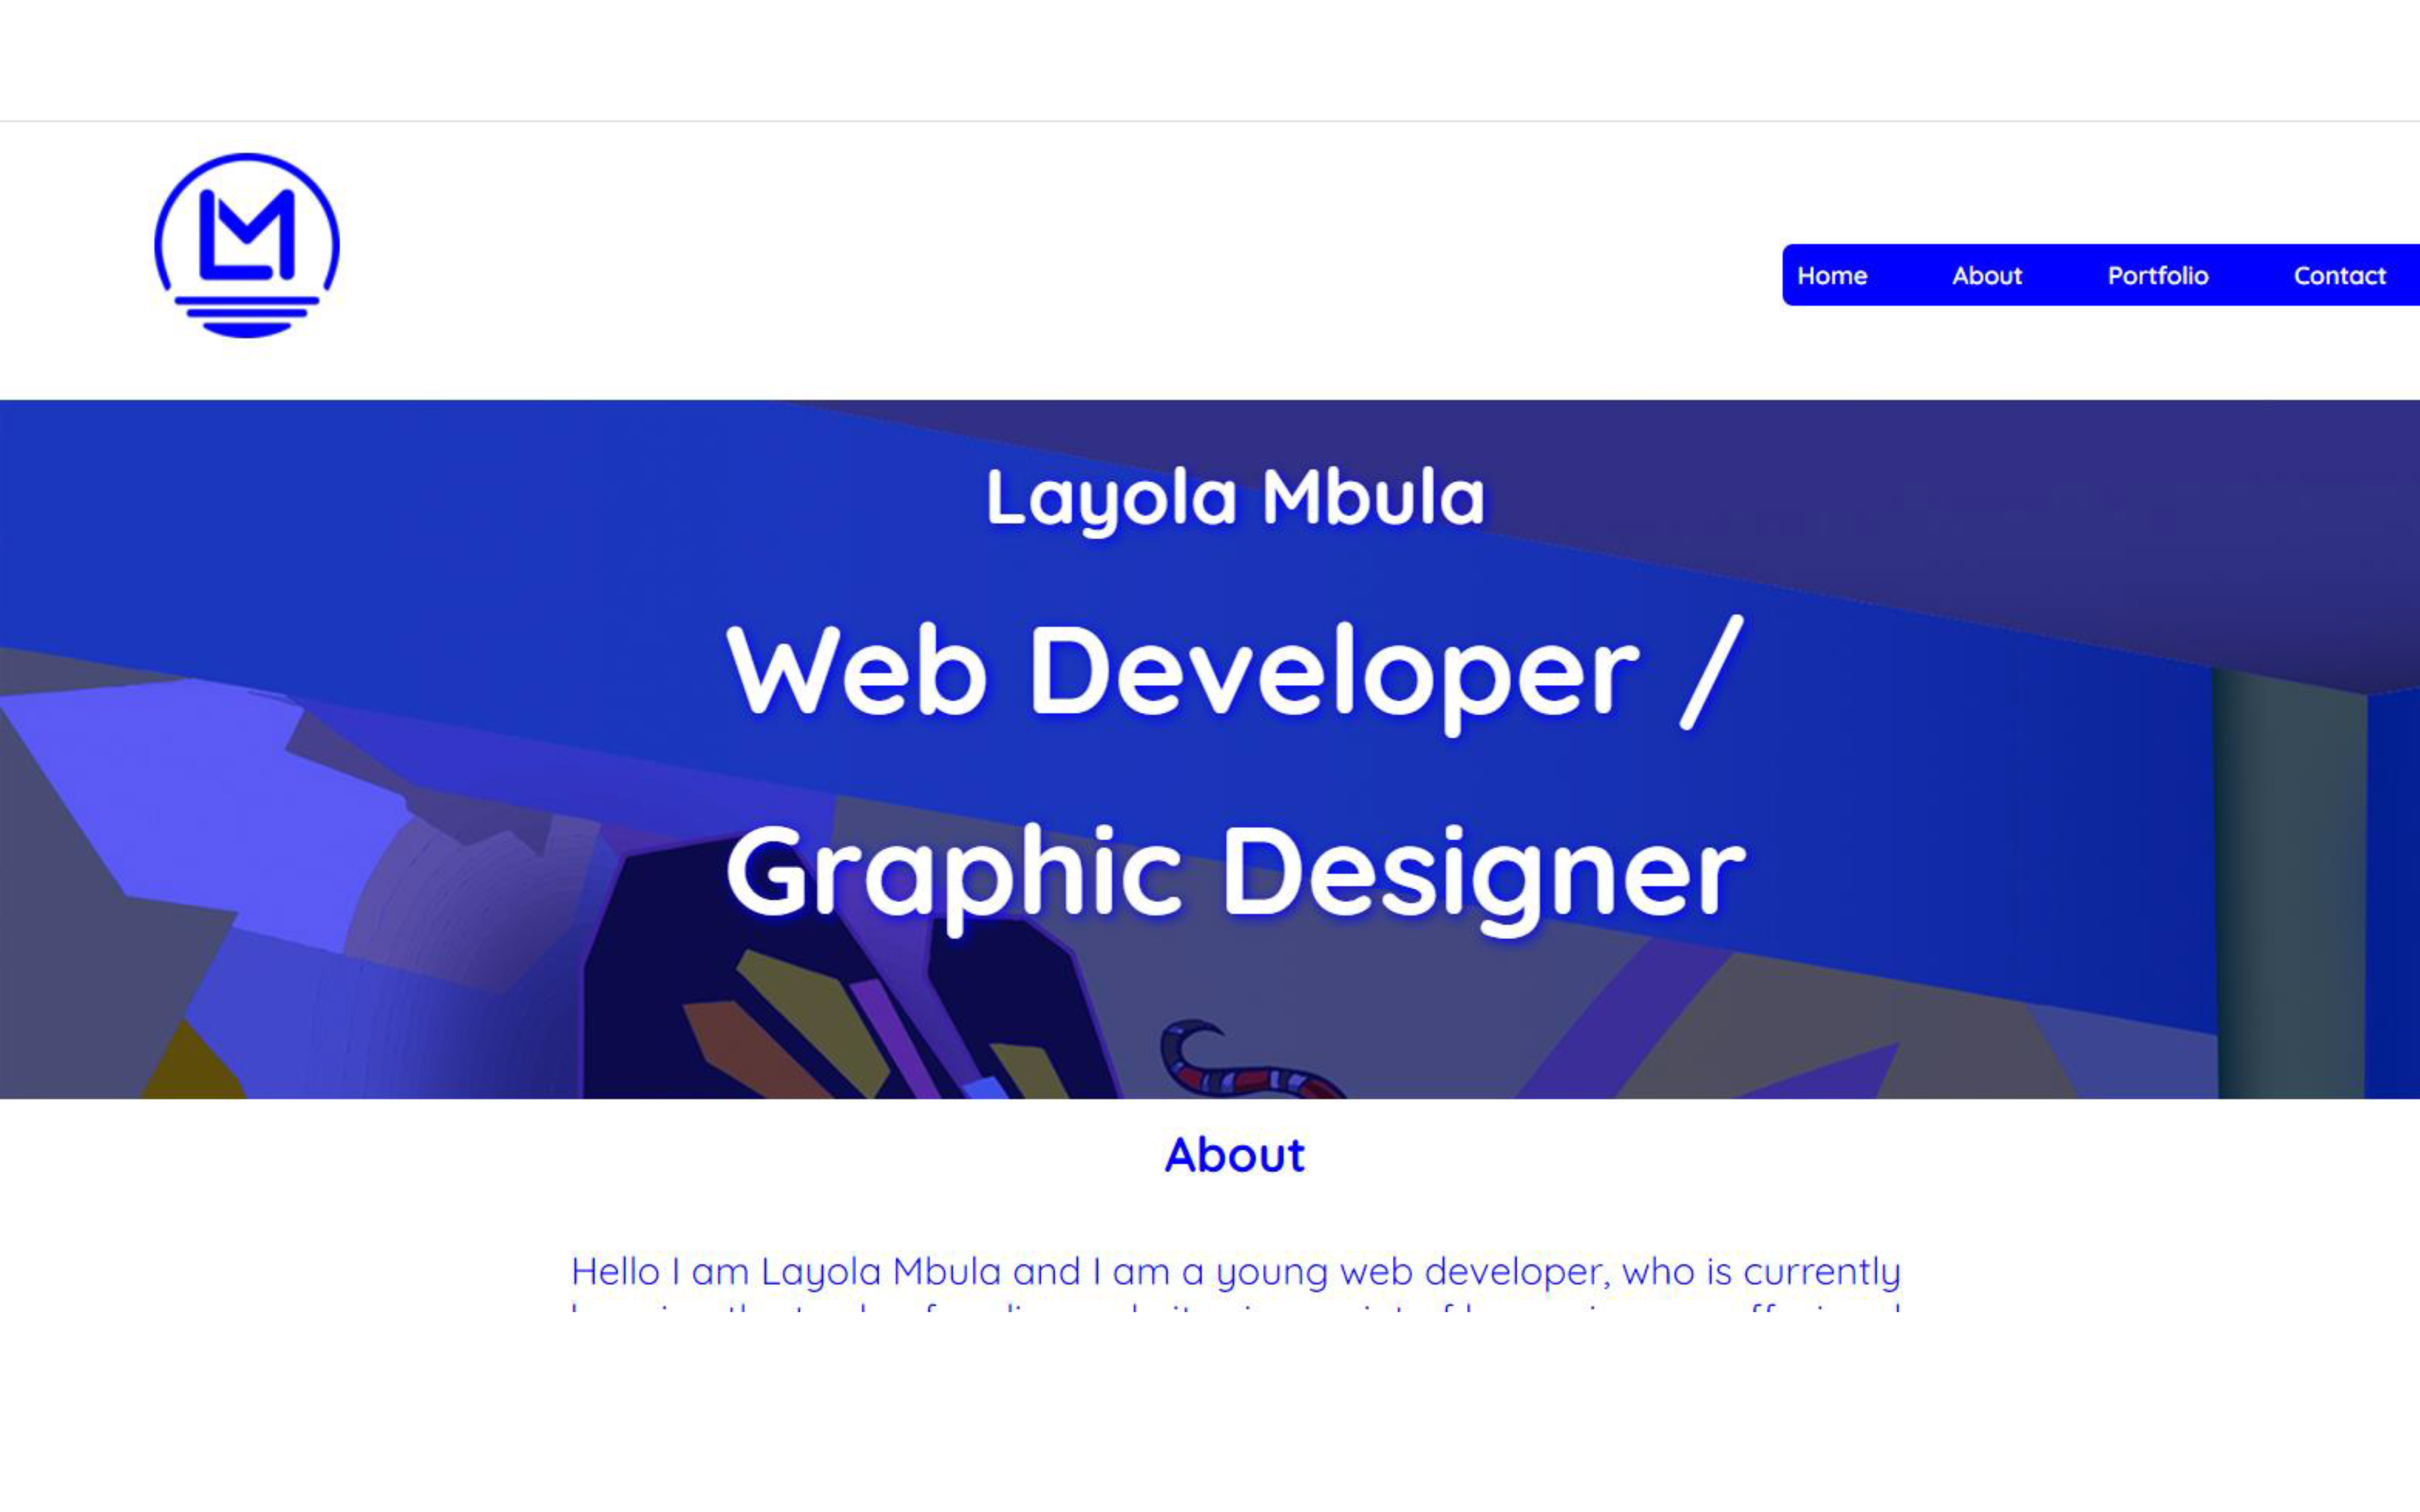 LM
Home About Portfolio Contact
Layola Mbula
Web Developer /
Graphic Designer
About
Hello I am Layola Mbula and I am a young web developer, who is currently